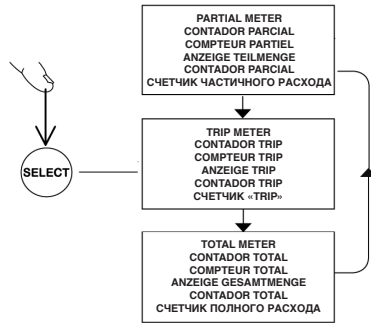 PARTIAL METER
CONTADOR PARCIAL
COMPTEUR PARTIEL
ANZEIGE TEILMENGE
CONTADOR PARCIAL
СЧЕТЧИК ЧАСТИЧНОГО РАСХОДА
SELECT
TRIP METER
CONTADOR TRIP
COMPTEUR TRIP
ANZEIGE TRIP
CONTADOR TRIP
СЧЕТЧИК «TRIP»
TOTAL METER
CONTADOR TOTAL
COMPTEUR TOTAL
ANZEIGE GESAMTMENGE
CONTADOR TOTAL
СЧЕТЧИК ПОЛНОГО РАСХОДА